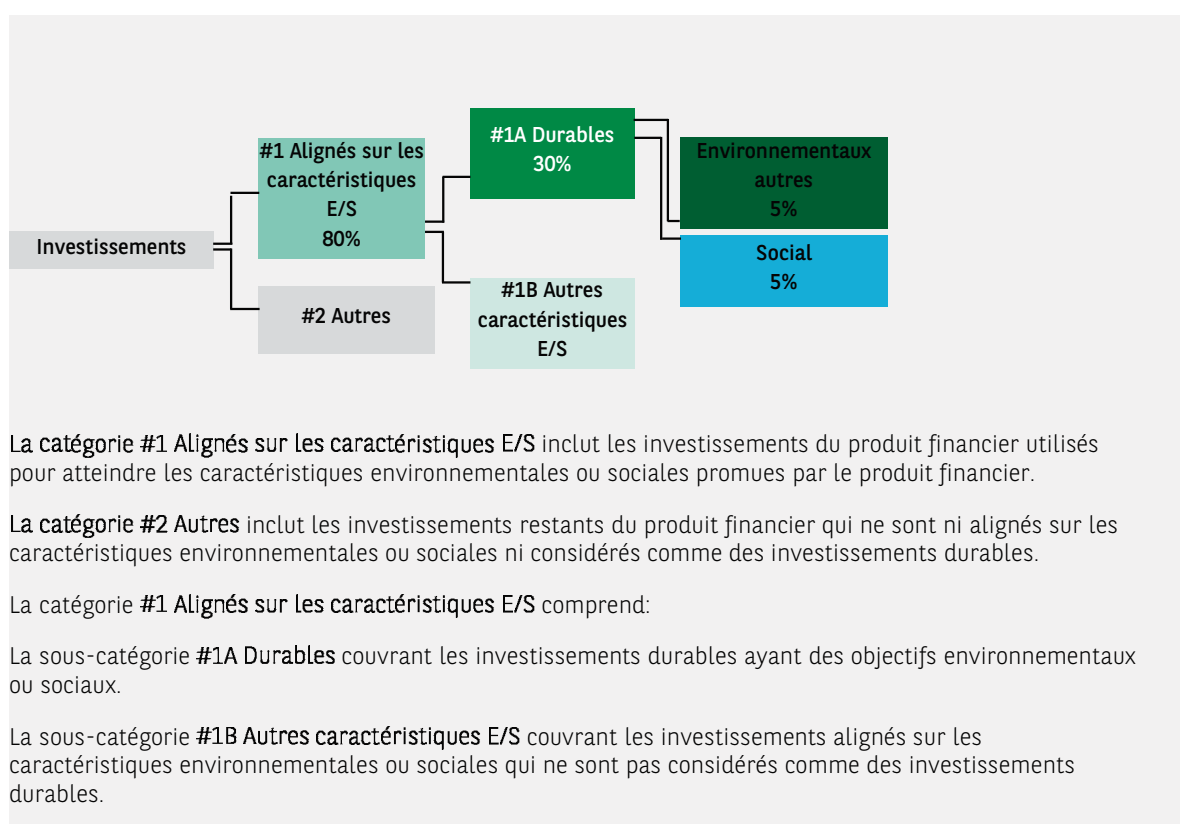 #1A Durables
30%
#1 Alignés sur les
caractéristiques
E/S
80%
Environnementaux
autres
5%
Investissements
Social
5%
#2 Autres
#1B Autres
caractéristiques
E/S
La catégorie #1 Alignés sur les caractéristiques E/S inclut les investissements du produit financier utilisés
pour atteindre les caractéristiques environnementales ou sociales promues par le produit financier.
La catégorie #2 Autres inclut les investissements restants du produit financier qui ne sont ni alignés sur les
caractéristiques environnementales ou sociales ni considérés comme des investissements durables.
La catégorie #1 Alignés sur les caractéristiques E/S comprend:
La sous-catégorie #1A Durables couvrant les investissements durables ayant des objectifs environnementaux
ou sociaux.
La sous-catégorie #1B Autres caractéristiques E/S couvrant les investissements alignés sur les
caractéristiques environnementales ou sociales qui ne sont pas considérés comme des investissements
durables.